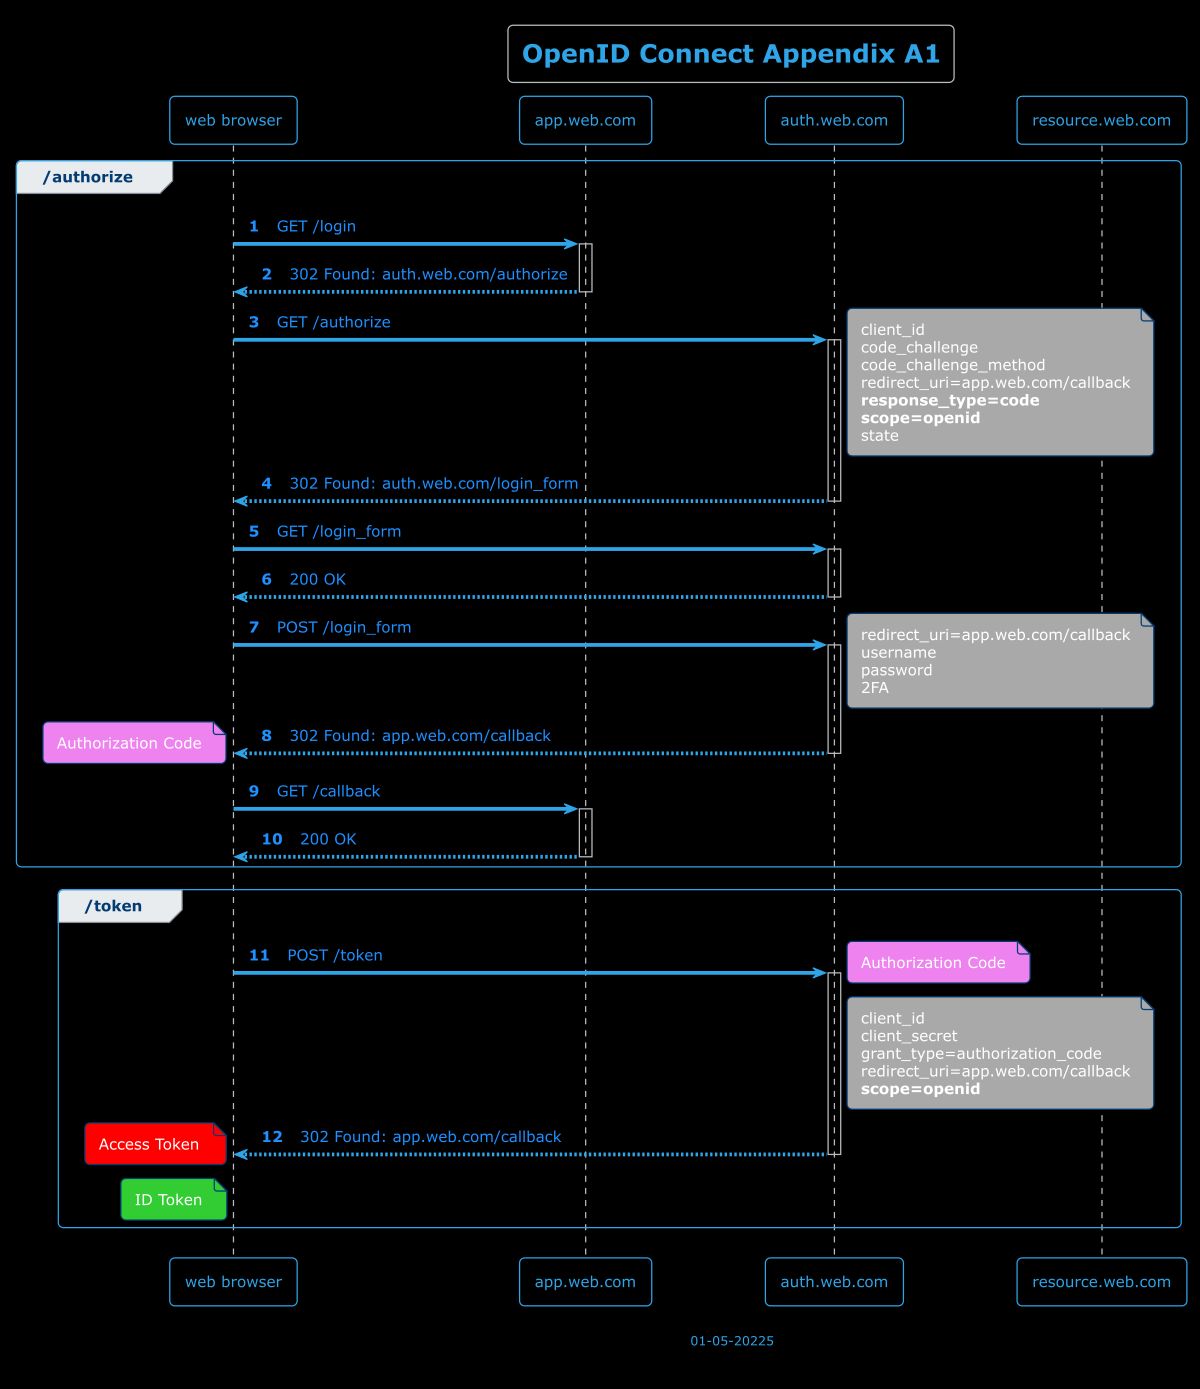 OpenID Connect Appendix A1
web browser
app.web.com
auth.web.com
resource.web.com
/authorize
1 GET /login
2 302 Found: auth.web.com/authorize
3 GET /authorize
client_id
code_challenge
code_challenge_method
redirect_uri=app.web.com/callback
response_type=code
scope=openid
state
4 302 Found: auth.web.com/login_form
5 GET /login_form
6 200 OK
7 POST /login_form
redirect_uri=app.web.com/callback
username
password
2FA
Authorization Code
8 302 Found: app.web.com/callback
9 GET /callback
10 200 OK
/token
11 POST /token
Authorization Code
client_id
client_secret
grant_type=authorization_code
redirect_uri=app.web.com/callback
scope=openid
Access Token
12 302 Found: app.web.com/callback
ID Token
web browser
app.web.com
auth.web.com
resource.web.com
01-05-20225